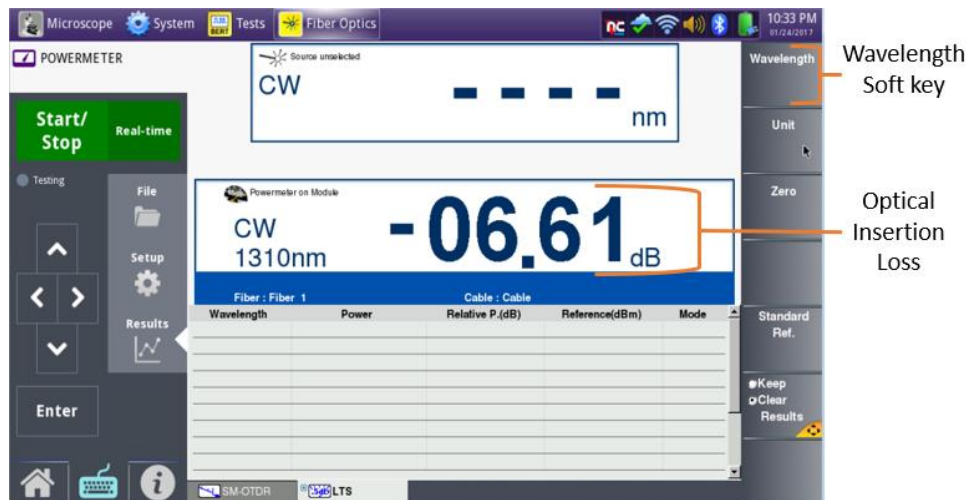 Microscope System Tests Fiber Optics nc 10:33 PM
BERT 01/24/2017
POWERMETER
Start/
Stop
Real-time
Testing
File
Setup
Results
Enter
i
Source unselected
CW
- - - -
nm
Powermeter on Module
CW
1310nm
-06.61 dB
Fiber : Fiber 1 Cable : Cable
Wavelength Power Relative P.(dB) Reference(dBm) Mode
SM-OTDR LTS
Wavelength
Unit
Zero
Standard
Ref.
Keep
Clear
Results
Wavelength
Soft key
Optical
Insertion
Loss